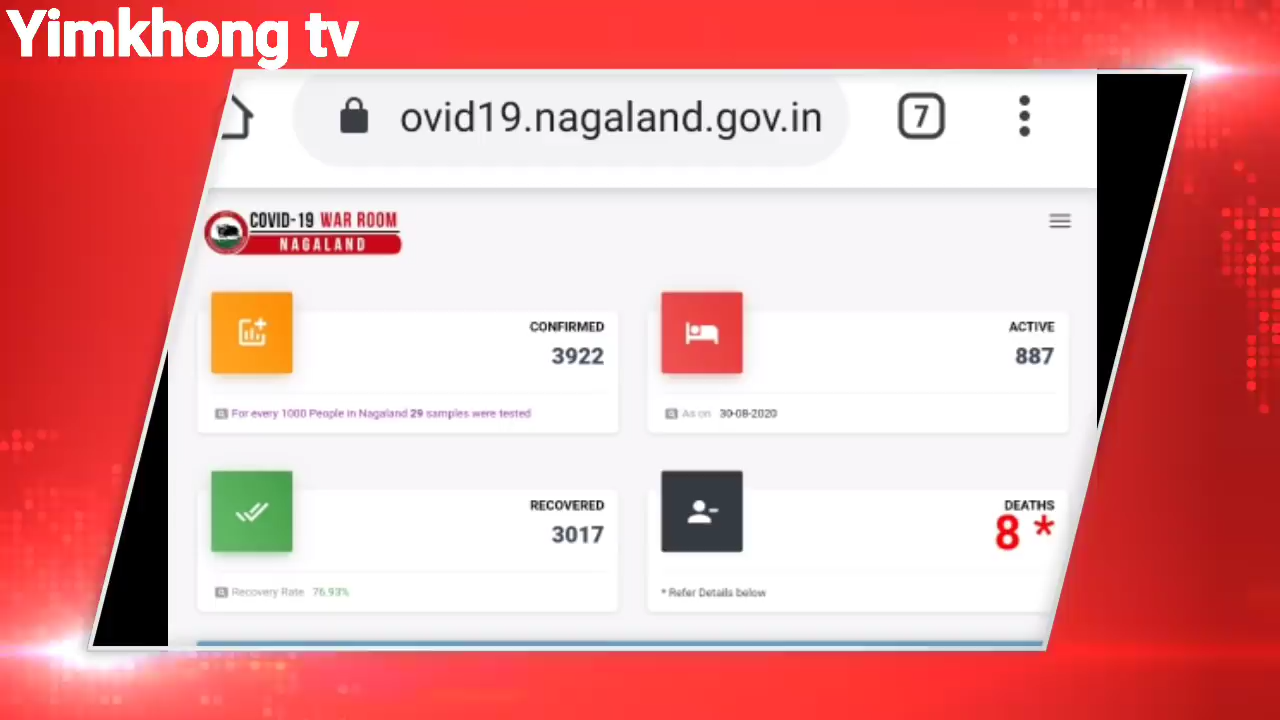 Yimkhong tv
ovid19.nagaland.gov.in
7
COVID-19 WAR ROOM
NAGALAND
CONFIRMED
3922
For every 1000 People in Nagaland 29 samples were tested
ACTIVE
887
As on 30-08-2020
RECOVERED
3017
Recovery Rate 76.93%
DEATHS
8 *
* Refer Details below